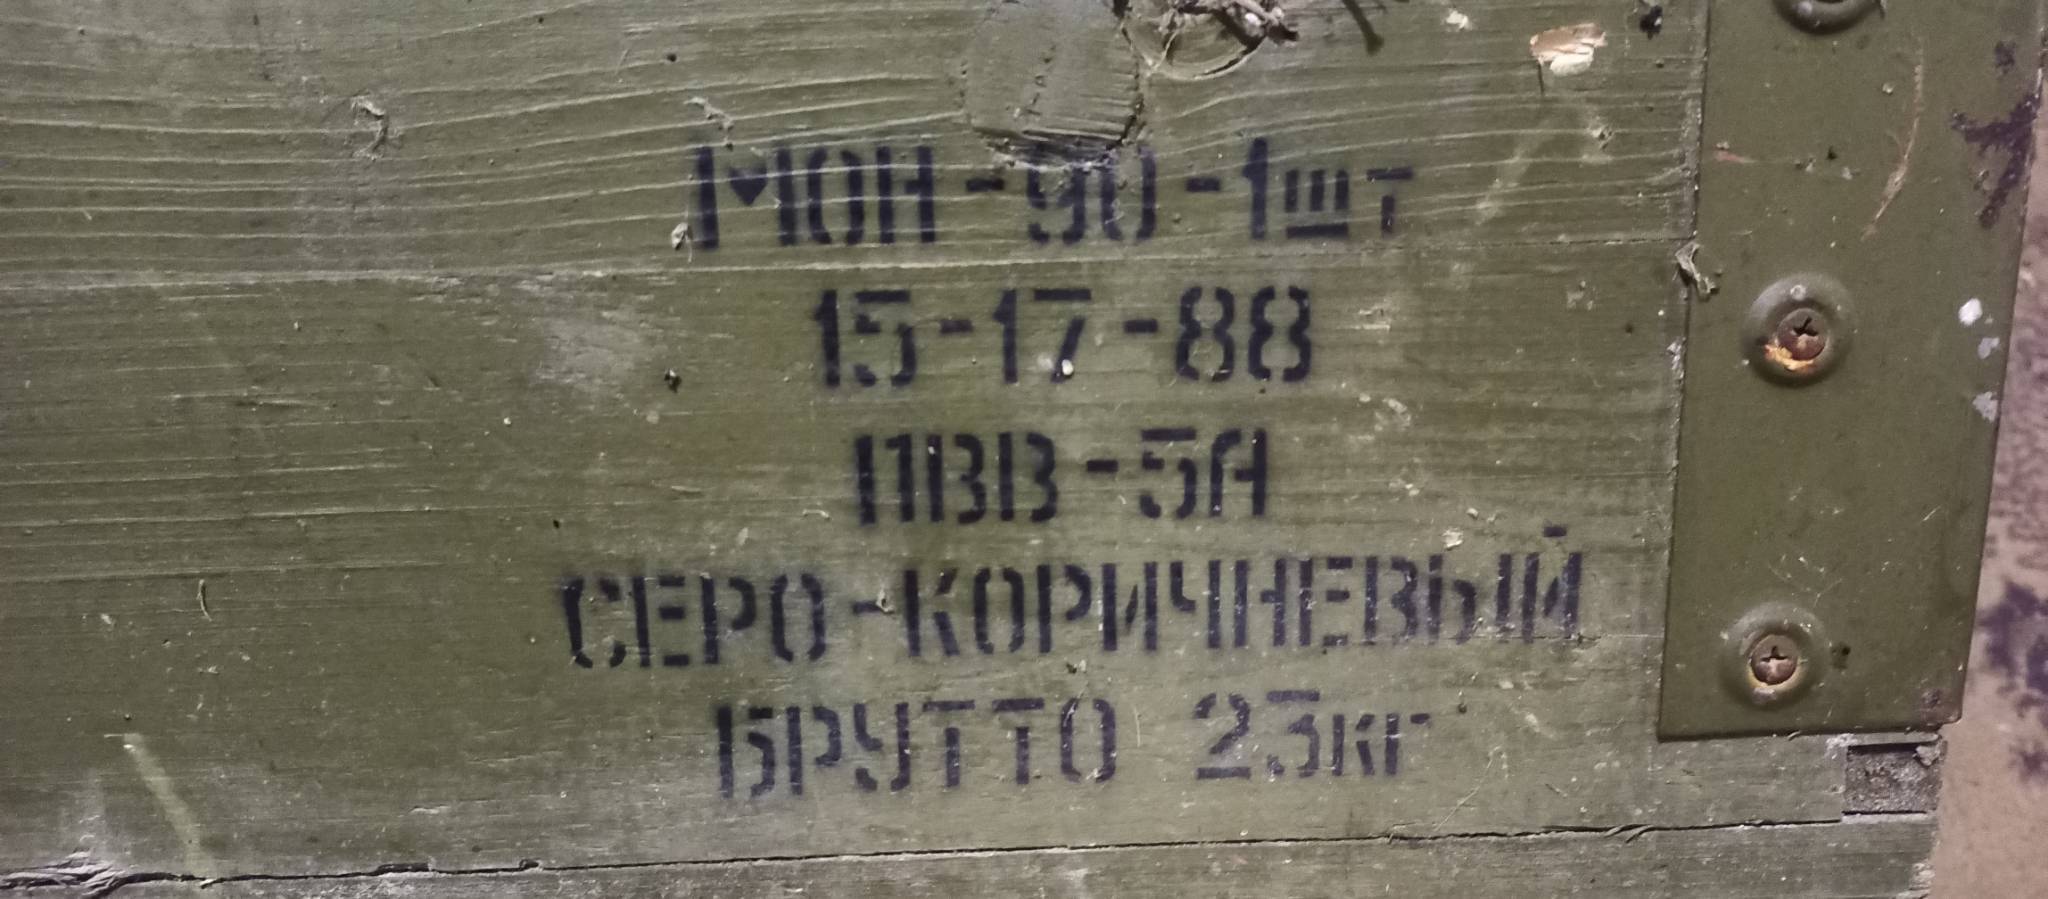 МОН-90-1шт
15-17-88
ПВВ-5А
СЕРО-КОРИЧНЕВЫЙ
БРУТТО 23кг